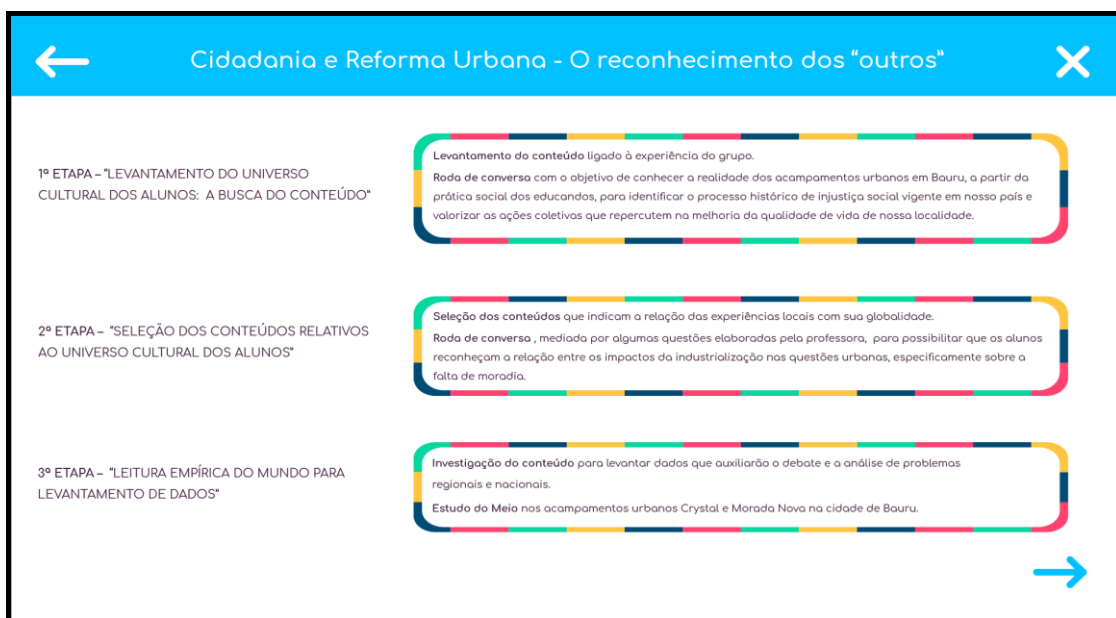 Cidadania e Reforma Urbana - O reconhecimento dos “outros”
1ª ETAPA – “LEVANTAMENTO DO UNIVERSO
CULTURAL DOS ALUNOS: A BUSCA DO CONTEÚDO”
Levantamento do conteúdo ligado à experiência do grupo.
Roda de conversa com o objetivo de conhecer a realidade dos acampamentos urbanos em Bauru, a partir da
prática social dos educandos, para identificar o processo histórico de injustiça social vigente em nosso país e
valorizar as ações coletivas que repercutem na melhoria da qualidade de vida de nossa localidade.
2ª ETAPA – “SELEÇÃO DOS CONTEÚDOS RELATIVOS
AO UNIVERSO CULTURAL DOS ALUNOS”
Seleção dos conteúdos que indicam a relação das experiências locais com sua globalidade.
Roda de conversa , mediada por algumas questões elaboradas pela professora, para possibilitar que os alunos
reconheçam a relação entre os impactos da industrialização nas questões urbanas, especificamente sobre a
falta de moradia.
3ª ETAPA – “LEITURA EMPÍRICA DO MUNDO PARA
LEVANTAMENTO DE DADOS”
Investigação do conteúdo para levantar dados que auxiliarão o debate e a análise de problemas
regionais e nacionais.
Estudo do Meio nos acampamentos urbanos Crystal e Morada Nova na cidade de Bauru.